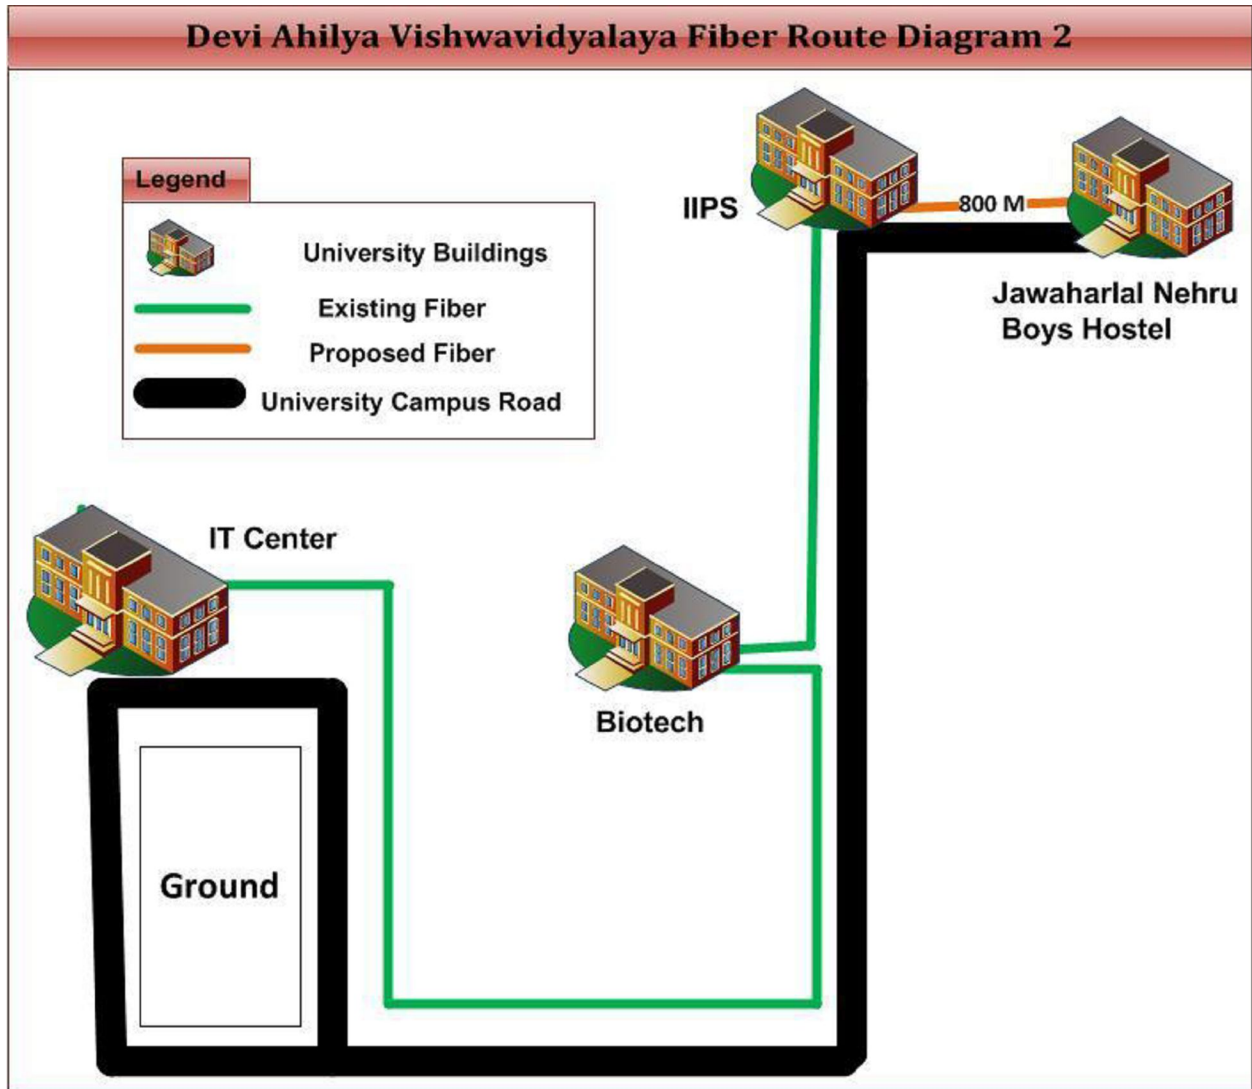 Devi Ahilya Vishwavidyalaya Fiber Route Diagram 2
Legend
University Buildings
Existing Fiber
Proposed Fiber
University Campus Road
IIPS
800 M
Jawaharlal Nehru
Boys Hostel
IT Center
Biotech
Ground